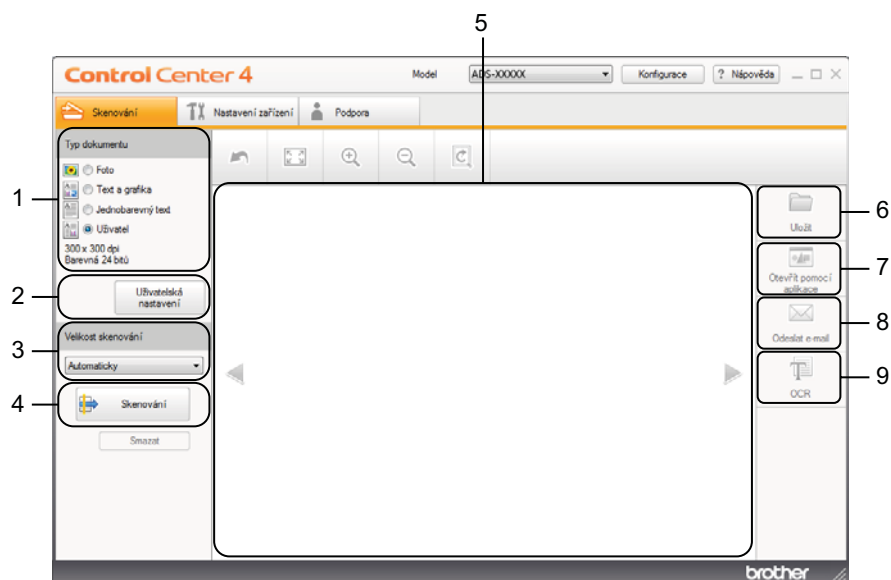 5
Control Center 4
Model
ADS-XXXXX
Konfigurace
? Nápověda
Skenování
Nastavení zařízení
Podpora
Typ dokumentu
Foto
Text a grafika
Jednobarevný text
Uživatel
300 x 300 dpi
Barevná 24 bitů
1
Uživatelská
nastavení
2
Velikost skenování
Automaticky
3
Skenování
4
Smazat
Uložit
6
Otevřít pomocí
aplikace
7
Odeslat e-mail
8
OCR
9
brother